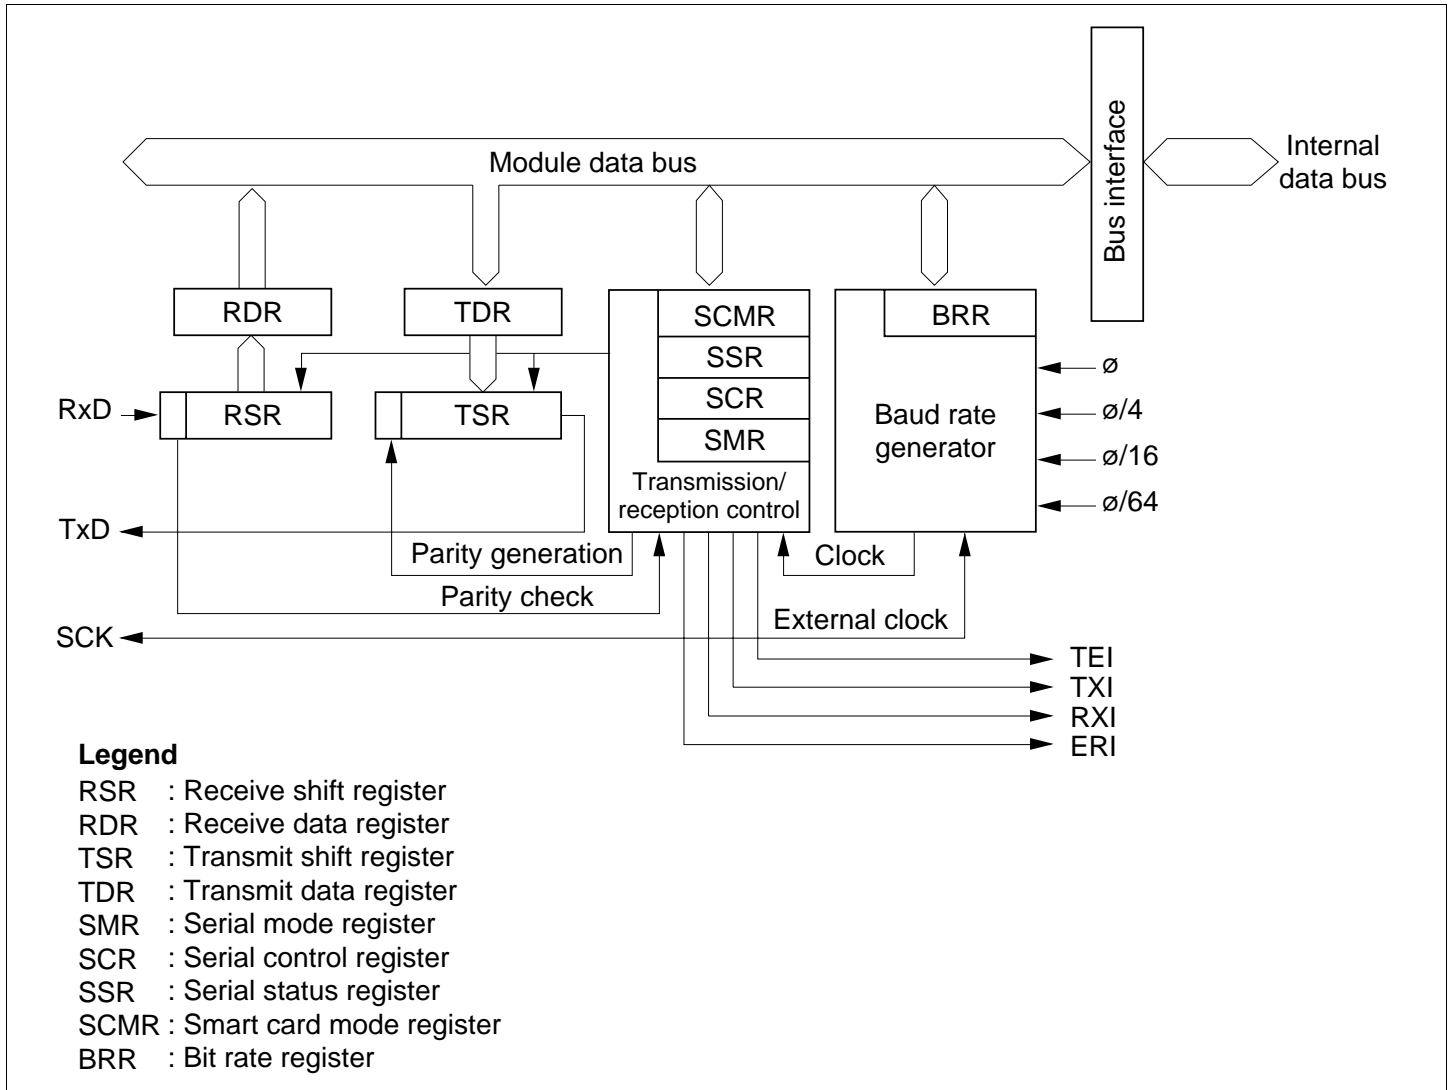 Module data bus
Bus interface
Internal
data bus
RDR
TDR
SCMR
SSR
SCR
SMR
Transmission/
reception control
BRR
Baud rate
generator
ø
ø/4
ø/16
ø/64
RxD
RSR
TSR
TxD
Parity generation
Clock
Parity check
External clock
SCK
TEI
TXI
RXI
ERI
Legend
RSR : Receive shift register
RDR : Receive data register
TSR : Transmit shift register
TDR : Transmit data register
SMR : Serial mode register
SCR : Serial control register
SSR : Serial status register
SCMR : Smart card mode register
BRR : Bit rate register